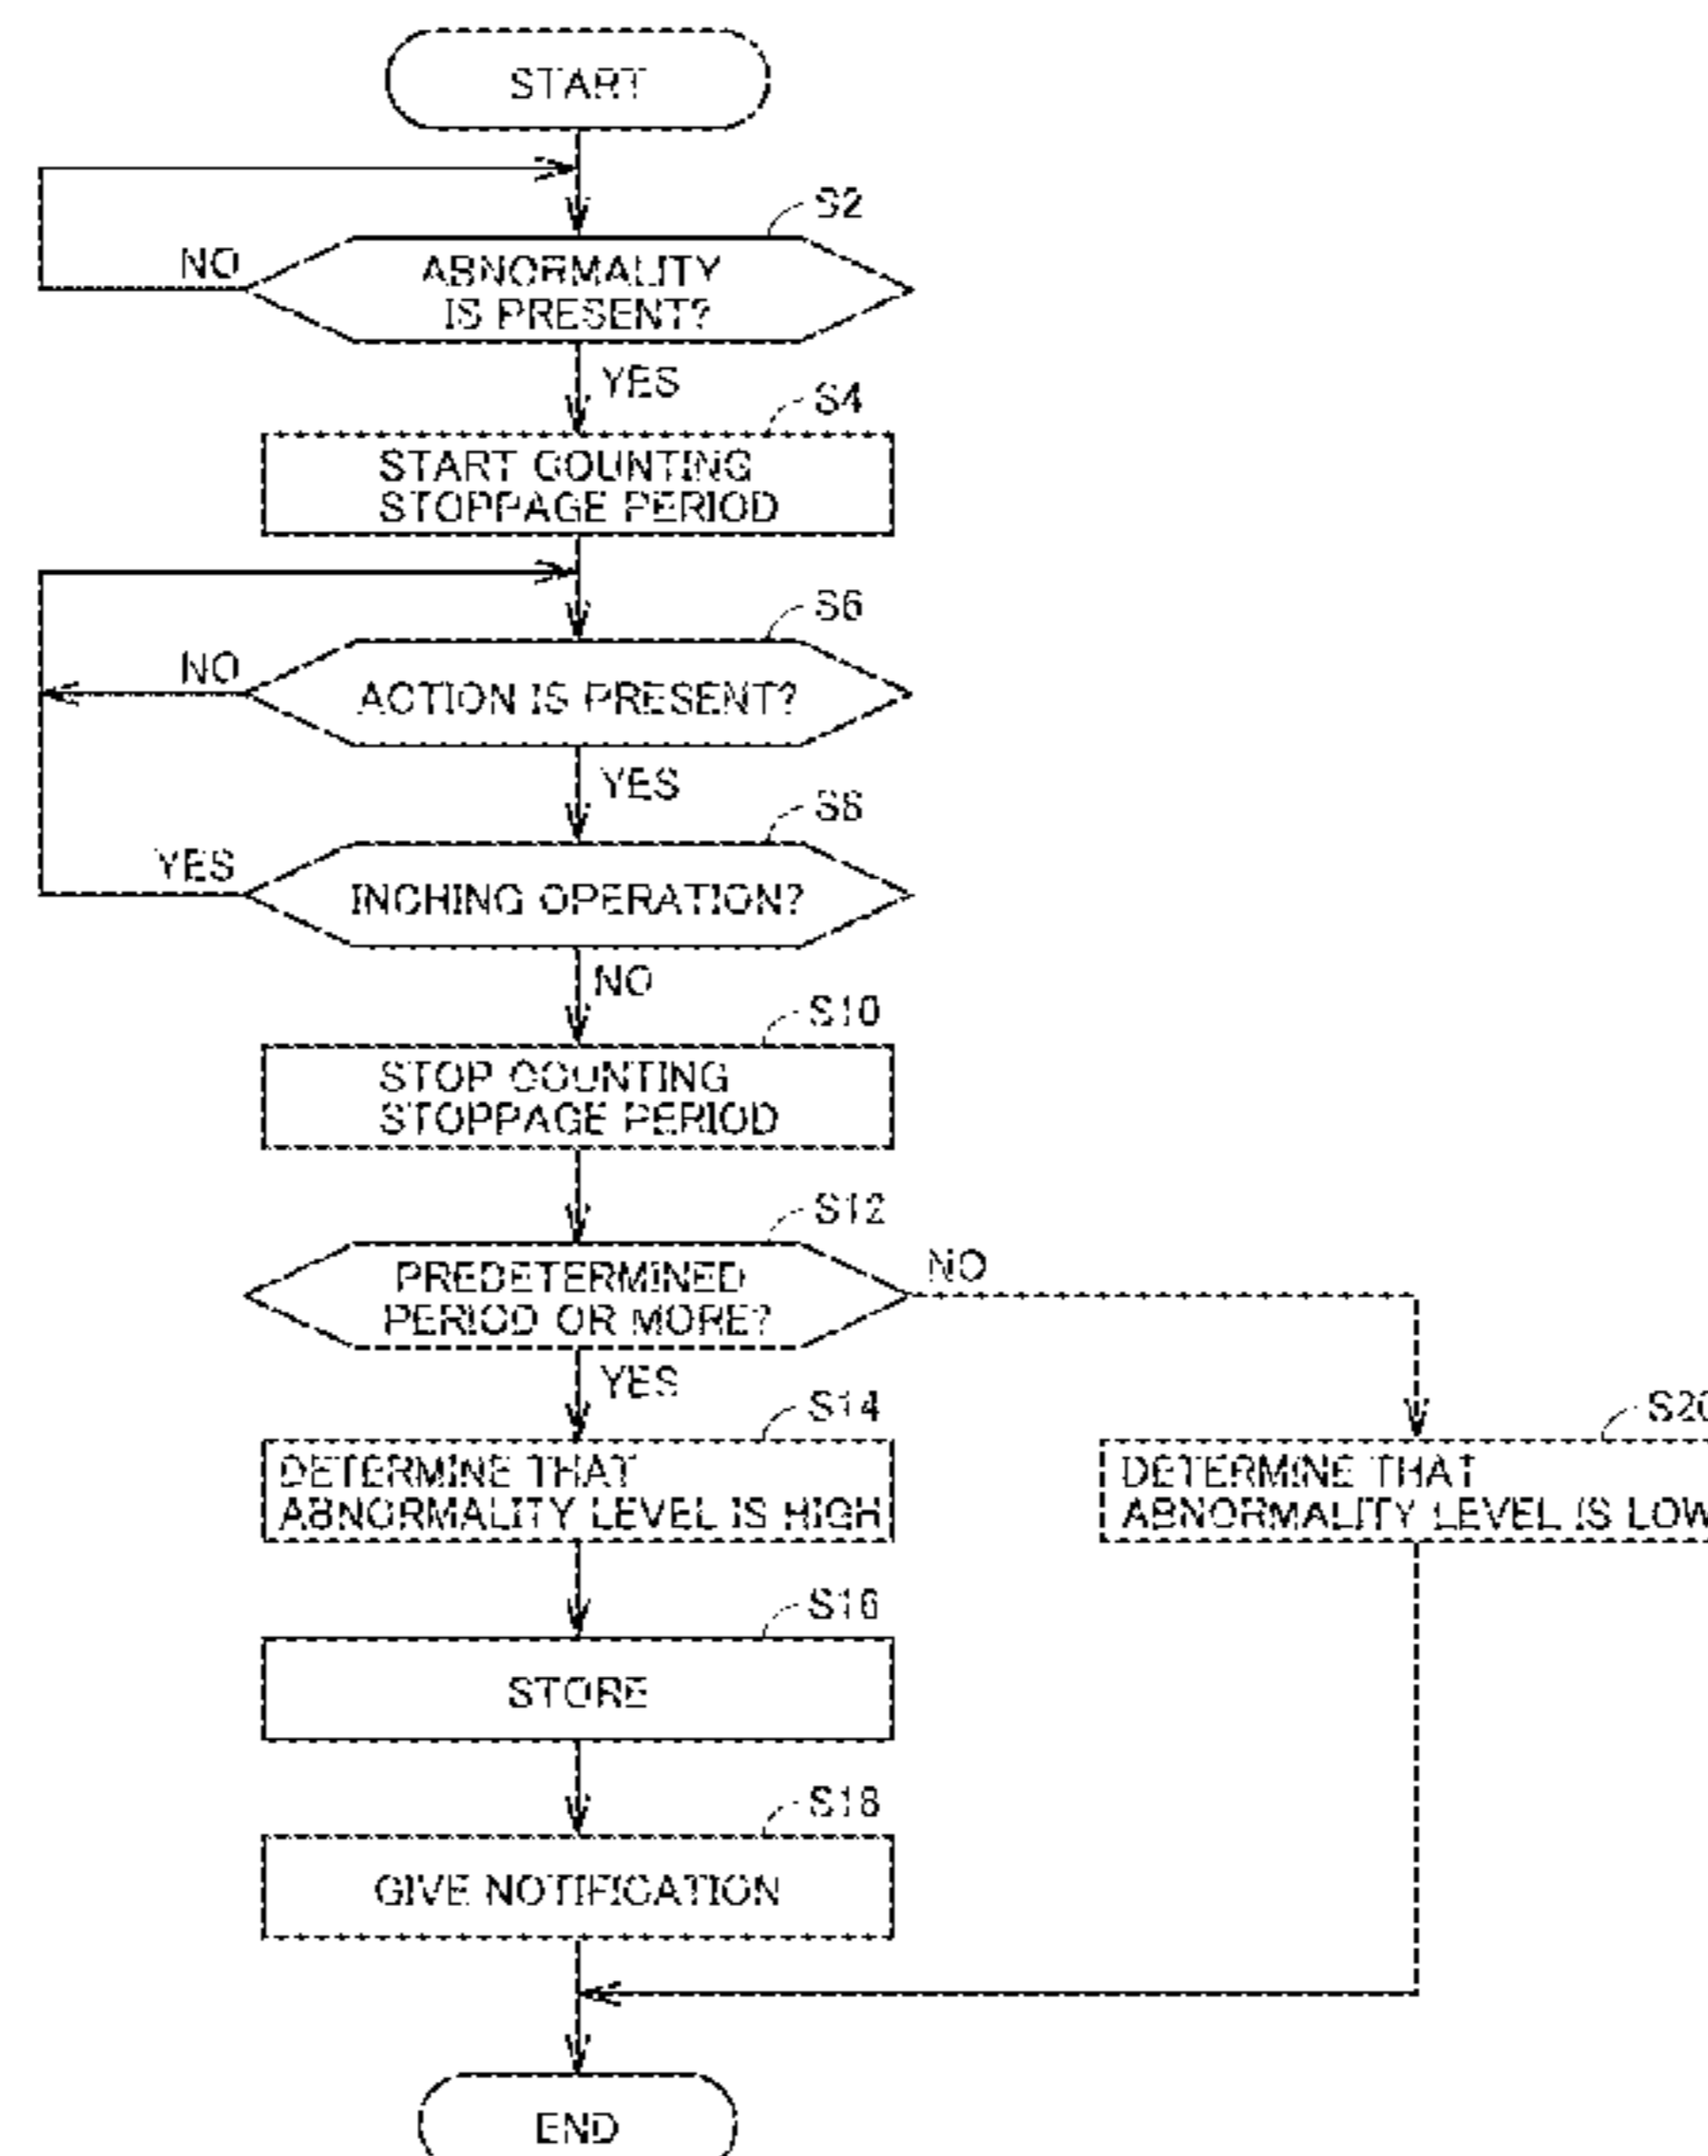 START
S2
NO
ABNORMALITY
IS PRESENT?
YES
S4
START COUNTING
STOPPAGE PERIOD
S6
NO
ACTION IS PRESENT?
YES
S8
YES
INCHING OPERATION?
NO
S10
STOP COUNTING
STOPPAGE PERIOD
S12
NO
PREDETERMINED
PERIOD OR MORE?
YES
S14
DETERMINE THAT
ABNORMALITY LEVEL IS HIGH
S20
DETERMINE THAT
ABNORMALITY LEVEL IS LOW
S16
STORE
S18
GIVE NOTIFICATION
END